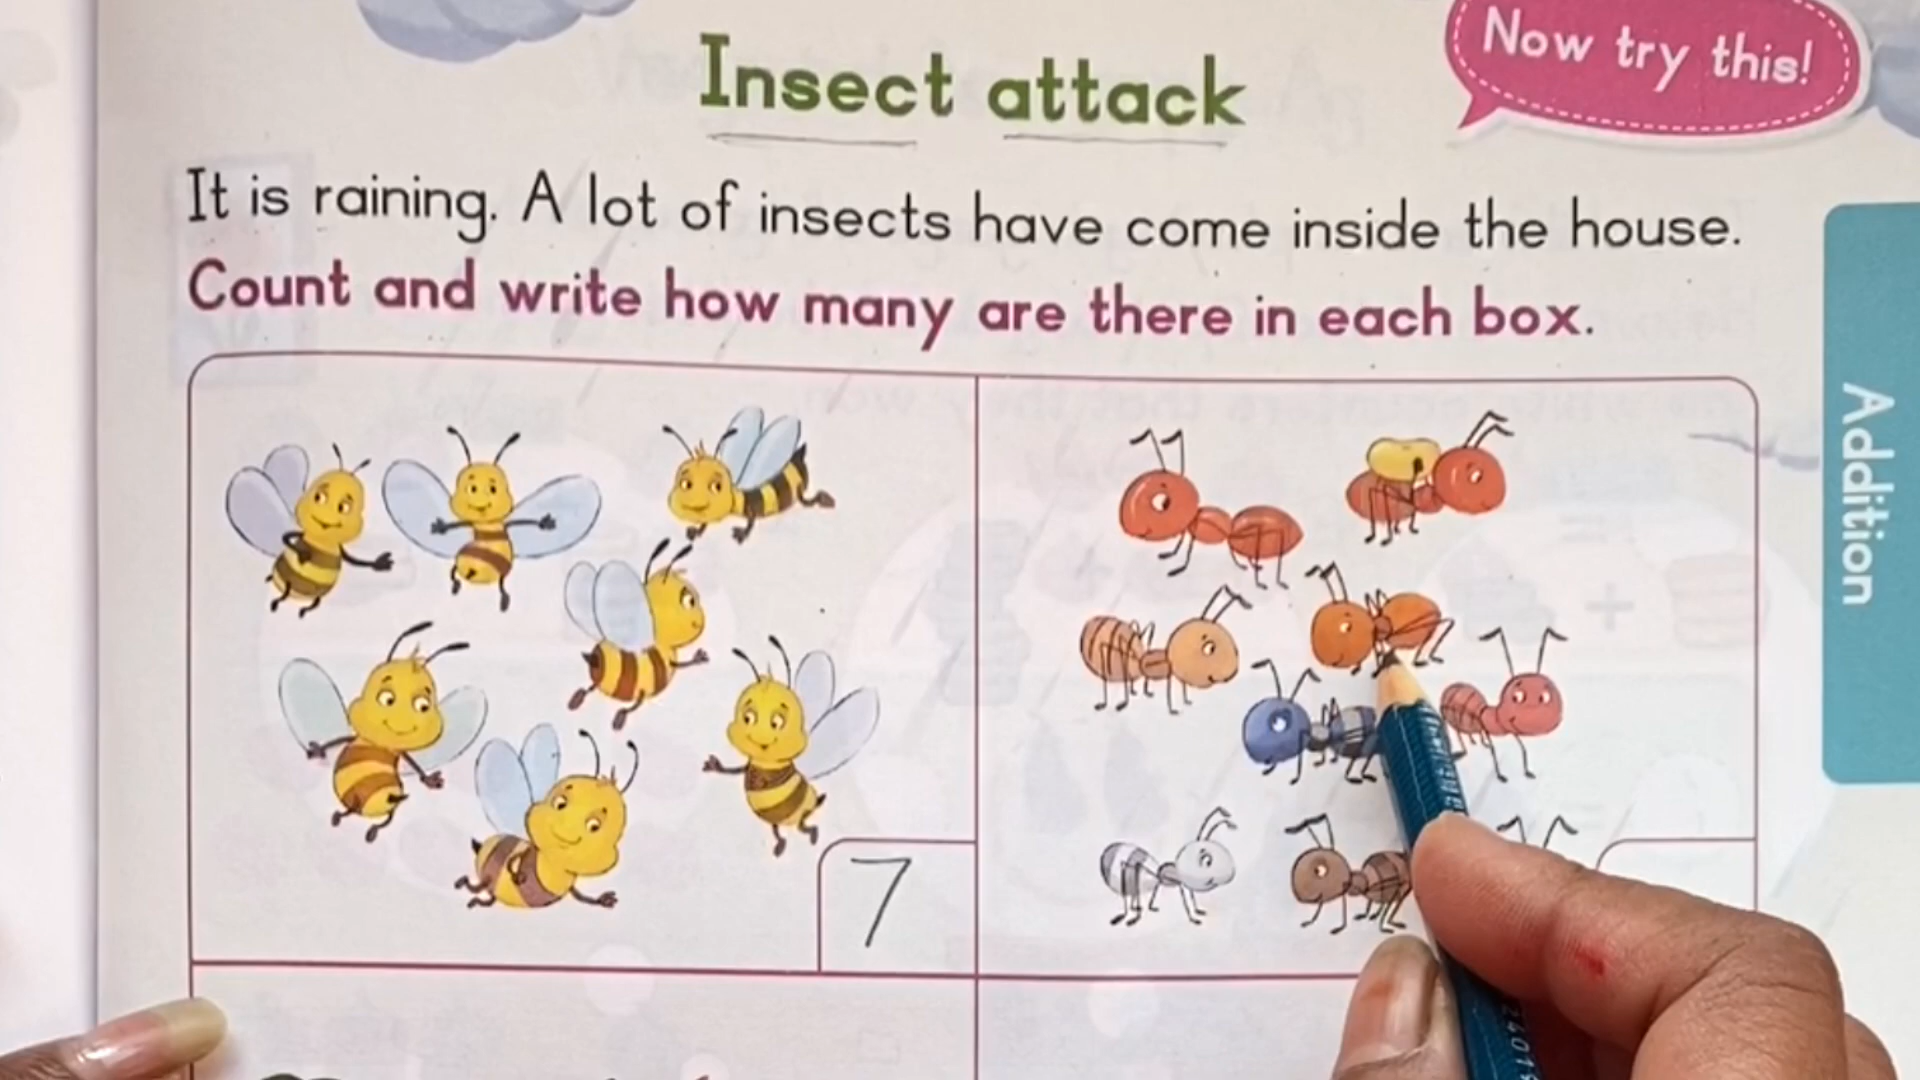 Insect attack
Now try this!
It is raining. A lot of insects have come inside the house.
Count and write how many are there in each box.
Addition
7